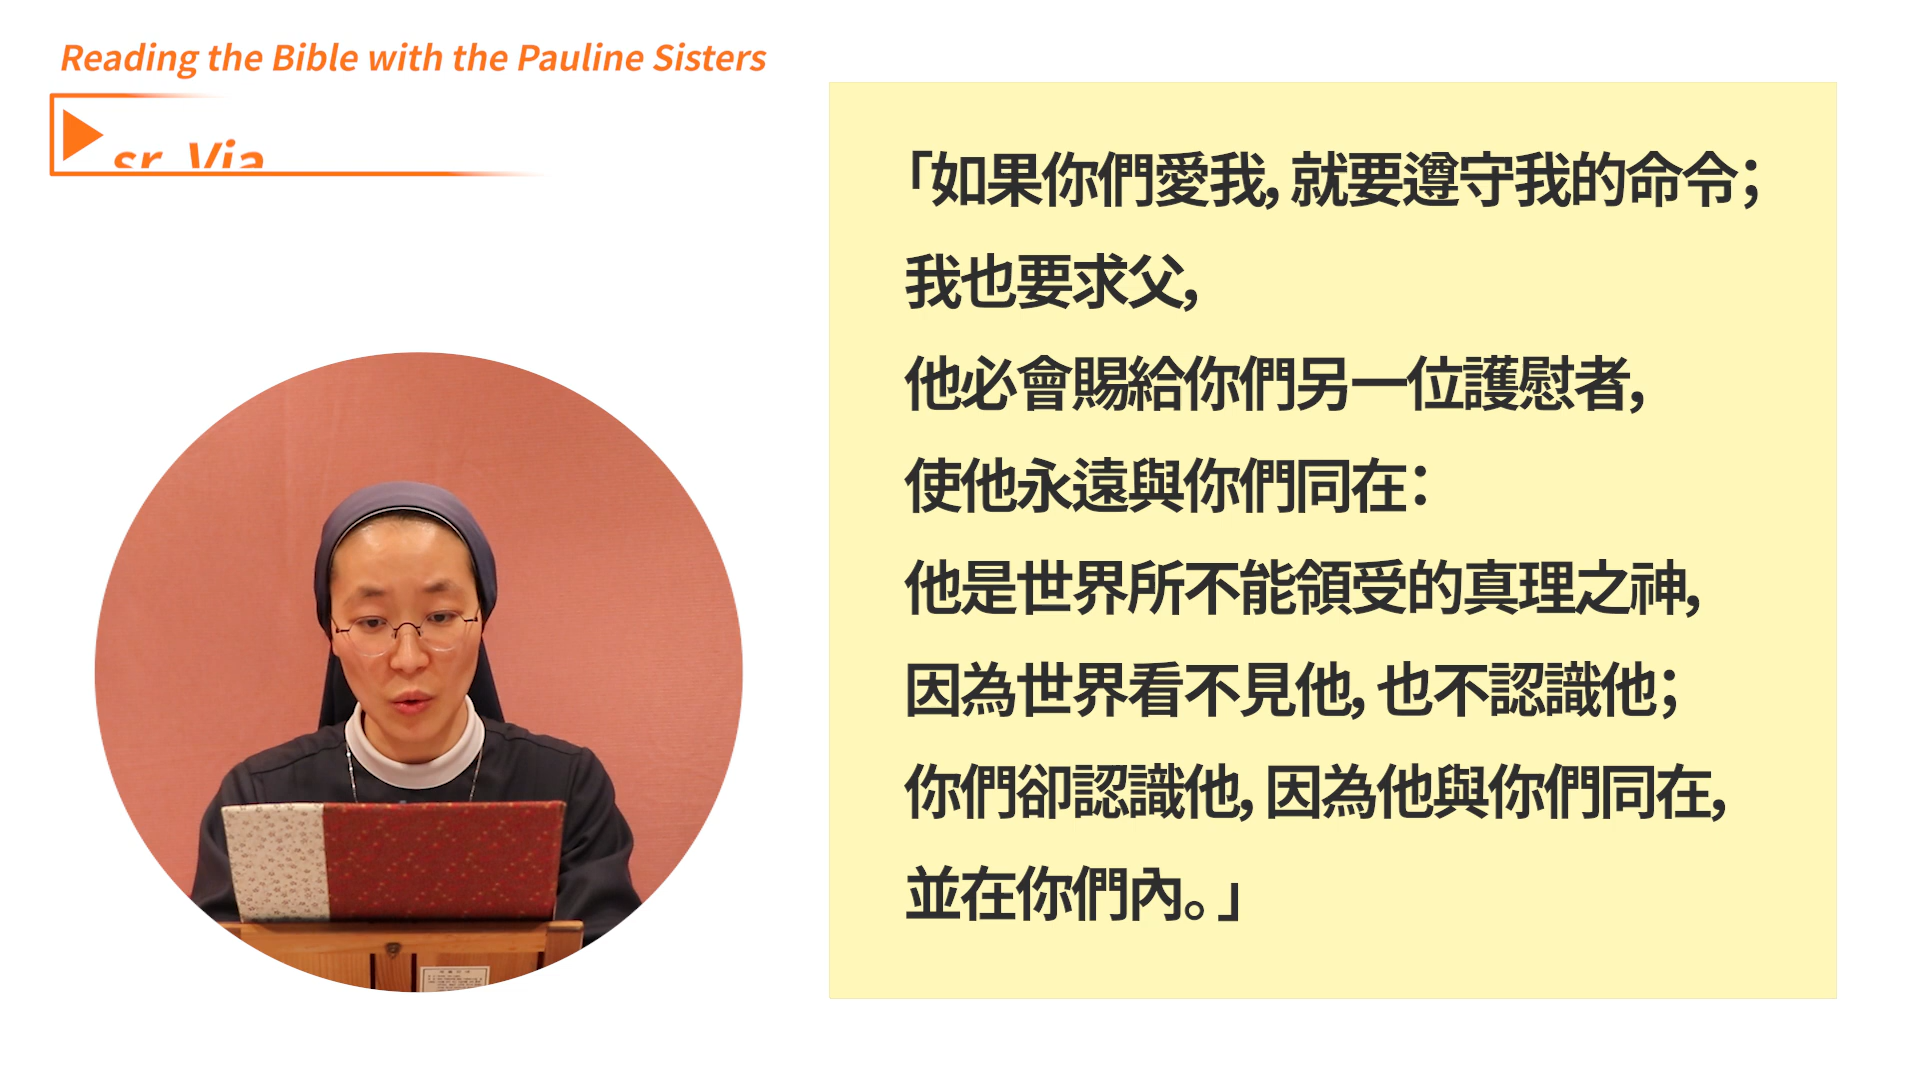 Reading the Bible with the Pauline Sisters
sr. Via
「如果你們愛我，就要遵守我的命令；
我也要求父，
他必會賜給你們另一位護慰者，
使他永遠與你們同在：
他是世界所不能領受的真理之神，
因為世界看不見他，也不認識他；
你們卻認識他，因為他與你們同在，
並在你們內。」